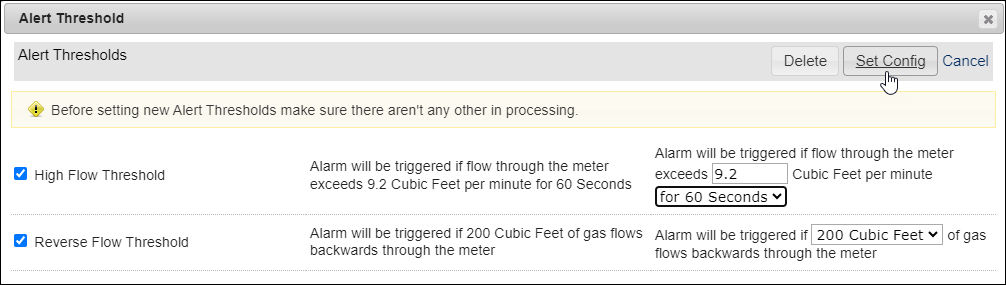 Alert Threshold
Alert Thresholds
Delete
Set Config
Cancel
Before setting new Alert Thresholds make sure there aren't any other in processing.
High Flow Threshold
Alarm will be triggered if flow through the meter
exceeds 9.2 Cubic Feet per minute for 60 Seconds
Alarm will be triggered if flow through the meter
exceeds 9.2 Cubic Feet per minute
for 60 Seconds
Reverse Flow Threshold
Alarm will be triggered if 200 Cubic Feet of gas flows
backwards through the meter
Alarm will be triggered if 200 Cubic Feet of gas
flows backwards through the meter